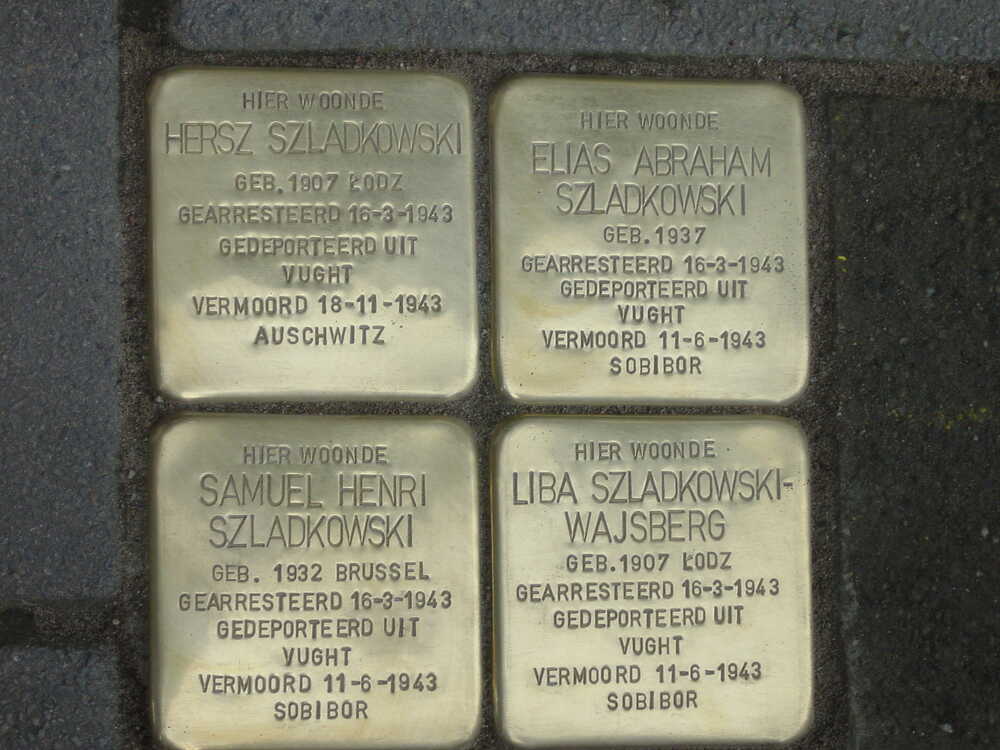 HIER WOONDE
HERSZ SZLADKOWSKI
GEB. 1907 ŁODZ
GEARRESTEERD 16-3-1943
GEDEPORTEERD UIT
VUGHT
VERMOORD 18-11-1943
AUSCHWITZ
HIER WOONDE
ELIAS ABRAHAM
SZLADKOWSKI
GEB. 1937
GEARRESTEERD 16-3-1943
GEDEPORTEERD UIT
VUGHT
VERMOORD 11-6-1943
SOBIBOR
HIER WOONDE
SAMUEL HENRI
SZLADKOWSKI
GEB. 1932 BRUSSEL
GEARRESTEERD 16-3-1943
GEDEPORTEERD UIT
VUGHT
VERMOORD 11-6-1943
SOBIBOR
HIER WOONDE
LIBA SZLADKOWSKI-
WAJSBERG
GEB. 1907 ŁODZ
GEARRESTEERD 16-3-1943
GEDEPORTEERD UIT
VUGHT
VERMOORD 11-6-1943
SOBIBOR